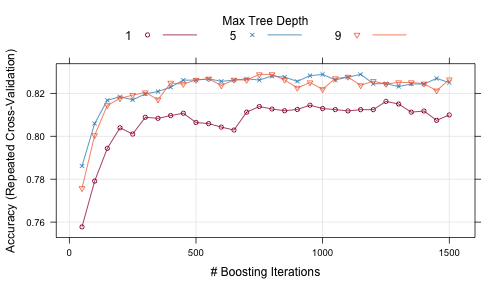 Max Tree Depth
1 5 9
Accuracy (Repeated Cross-Validation)
0.82
0.80
0.78
0.76
0 500 1000 1500
# Boosting Iterations